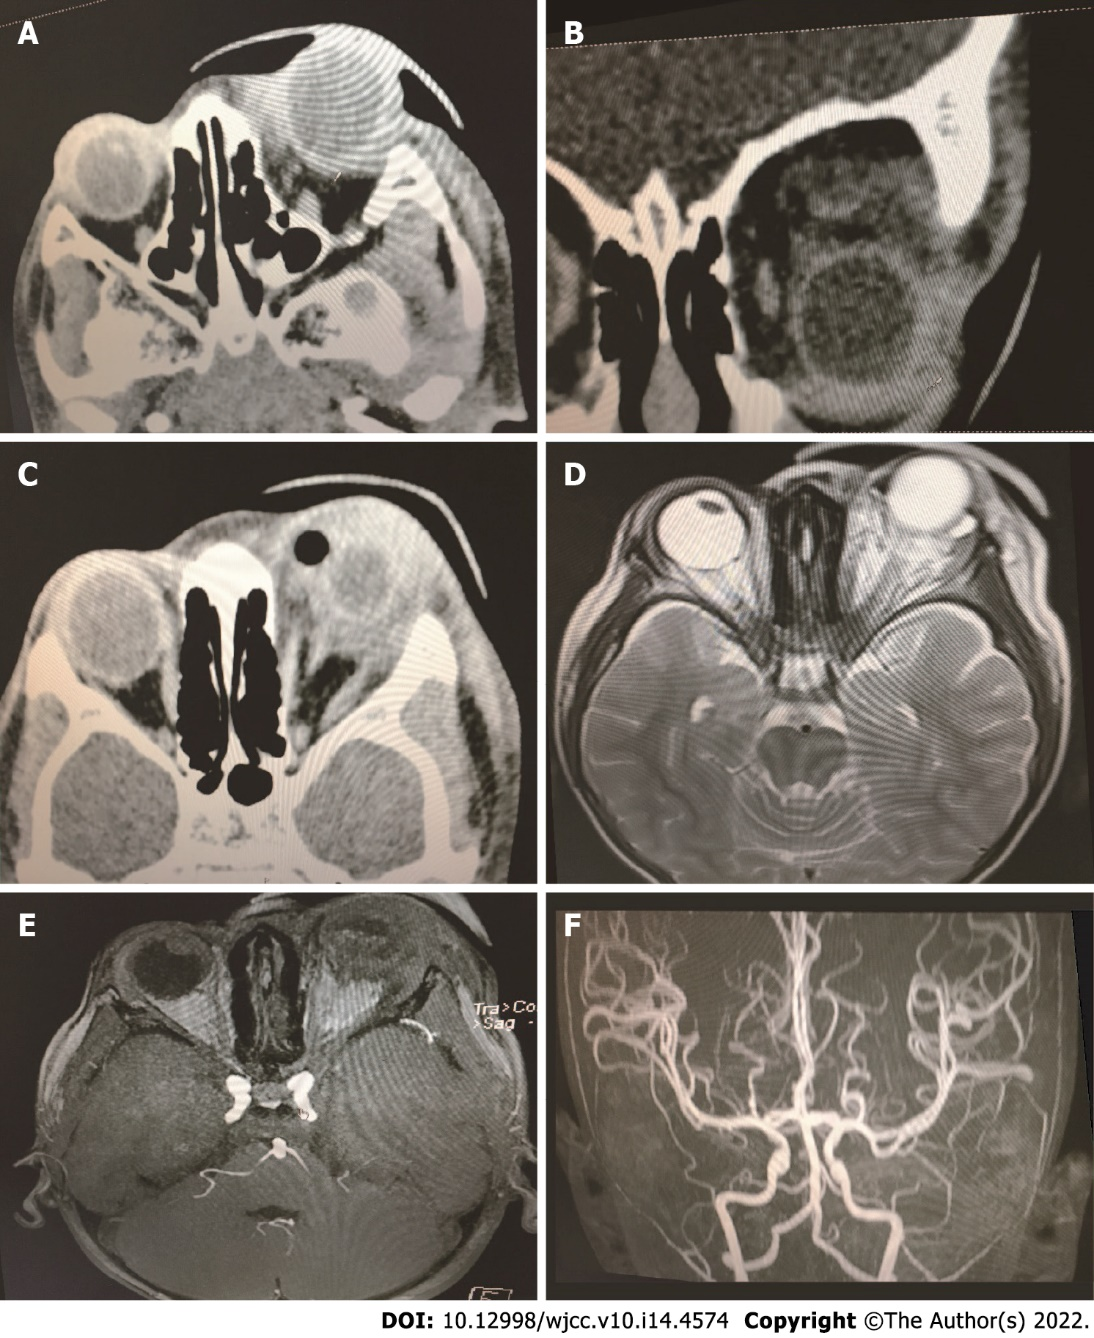 A
B
C
D
E
Tra>Co
>Sag -
F
DOI: 10.12998/wjcc.v10.i14.4574 Copyright ©The Author(s) 2022.